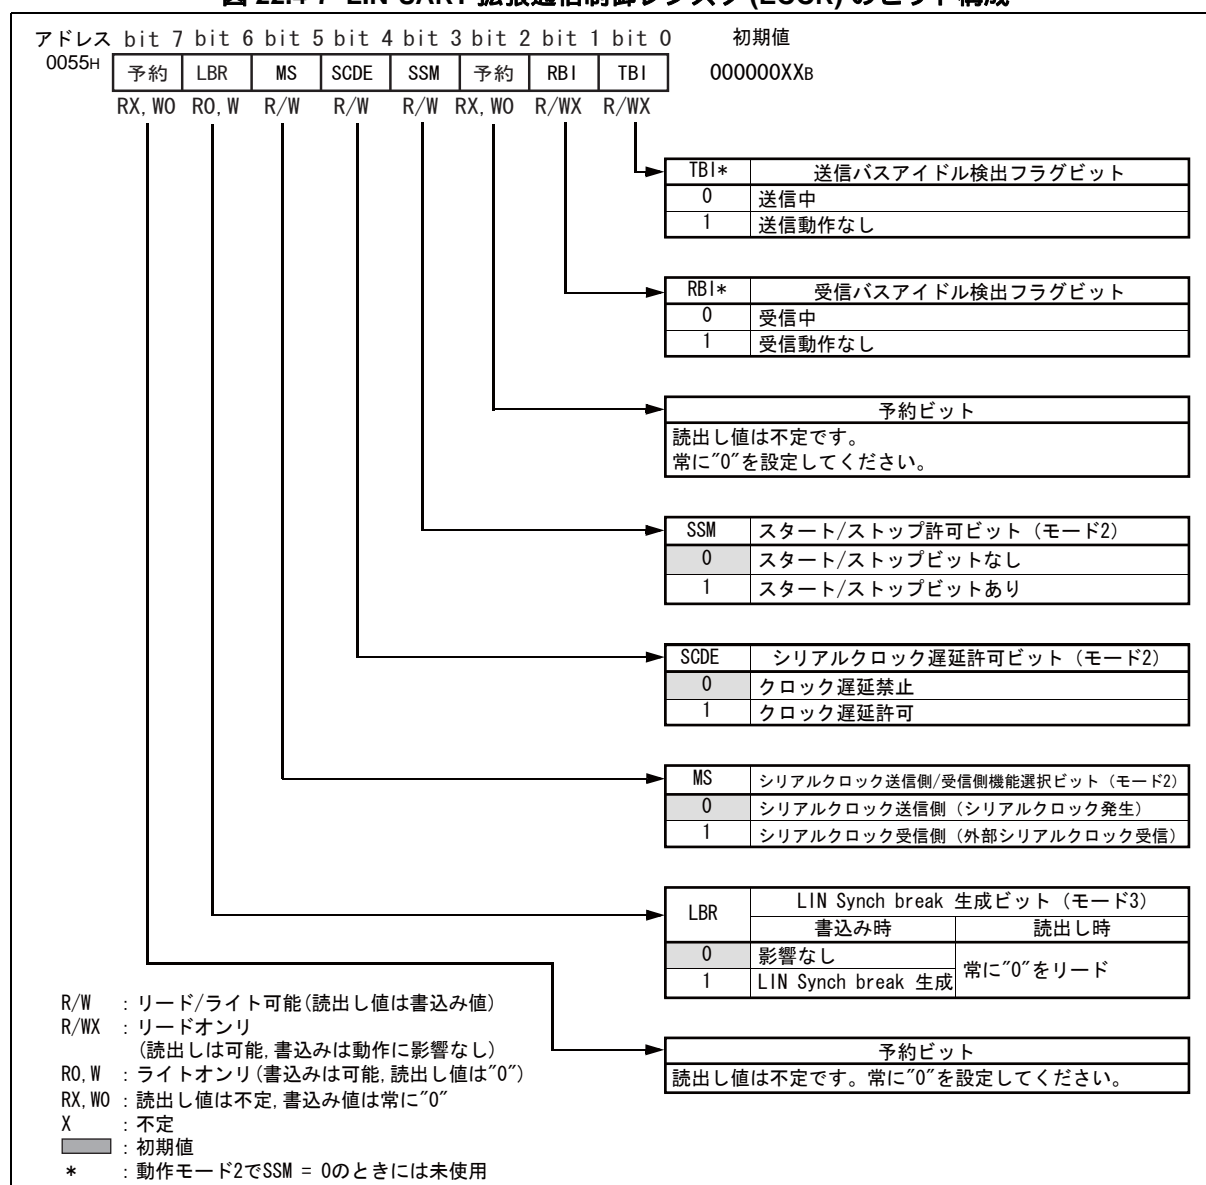 図 22.4-7 LIN-UART 拡張通信制御レジスタ (ECCR) のビット構成
アドレス bit 7 bit 6 bit 5 bit 4 bit 3 bit 2 bit 1 bit 0 初期値
0055H 予約 LBR MS SCDE SSM 予約 RBI TBI 000000XXB
RX,W0 R0,W R/W R/W R/W RX,W0 R/WX R/WX
TBI* 送信バスアイドル検出フラグビット
0 送信中
1 送信動作なし
RBI* 受信バスアイドル検出フラグビット
0 受信中
1 受信動作なし
予約ビット
読出し値は不定です。
常に"0"を設定してください。
SSM スタート/ストップ許可ビット（モード2）
0 スタート/ストップビットなし
1 スタート/ストップビットあり
SCDE シリアルクロック遅延許可ビット（モード2）
0 クロック遅延禁止
1 クロック遅延許可
MS シリアルクロック送信側/受信側機能選択ビット（モード2）
0 シリアルクロック送信側（シリアルクロック発生）
1 シリアルクロック受信側（外部シリアルクロック受信）
LBR LIN Synch break 生成ビット（モード3）
書込み時 読出し時
0 影響なし 常に"0"をリード
1 LIN Synch break 生成
予約ビット
読出し値は不定です。常に"0"を設定してください。
R/W : リード/ライト可能(読出し値は書込み値)
R/WX : リードオンリ
(読出しは可能,書込みは動作に影響なし)
R0,W : ライトオンリ(書込みは可能,読出し値は"0")
RX,W0 : 読出し値は不定,書込み値は常に"0"
X : 不定
: 初期値
* : 動作モード2でSSM = 0のときには未使用